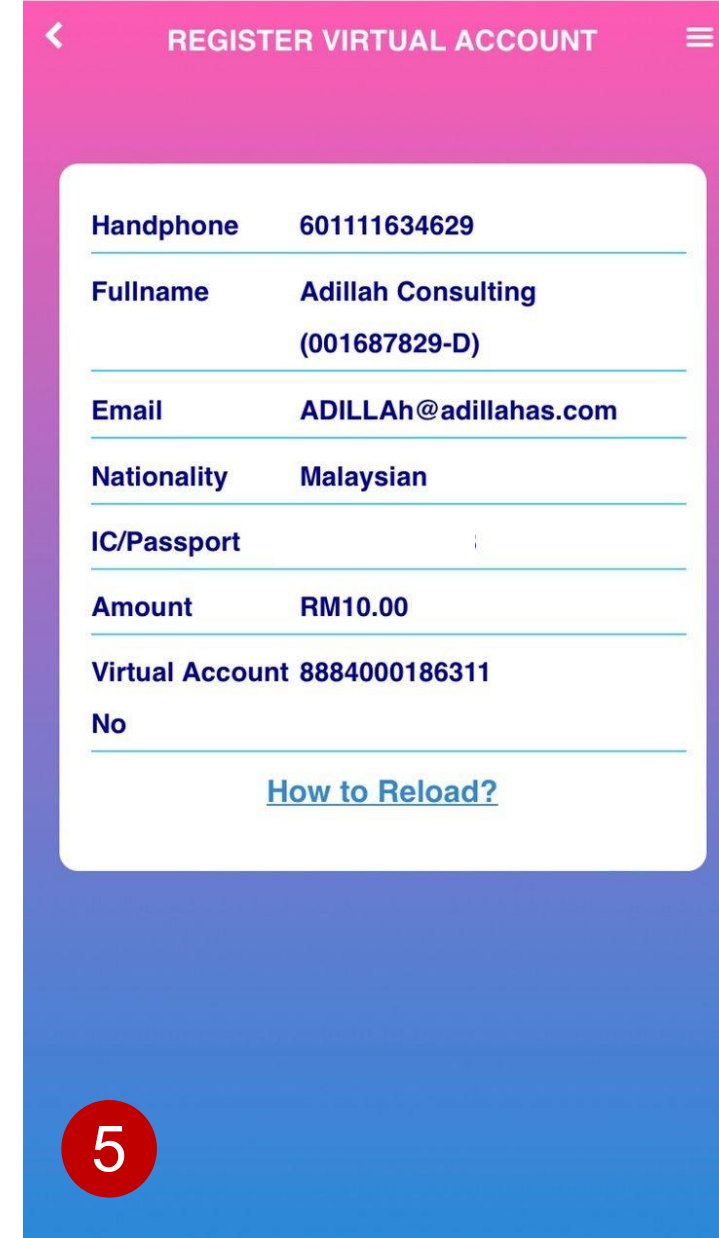 REGISTER VIRTUAL ACCOUNT
Handphone 601111634629
Fullname Adillah Consulting
(001687829-D)
Email ADILLAh@adillahas.com
Nationality Malaysian
IC/Passport
Amount RM10.00
Virtual Account 8884000186311
No
How to Reload?
5